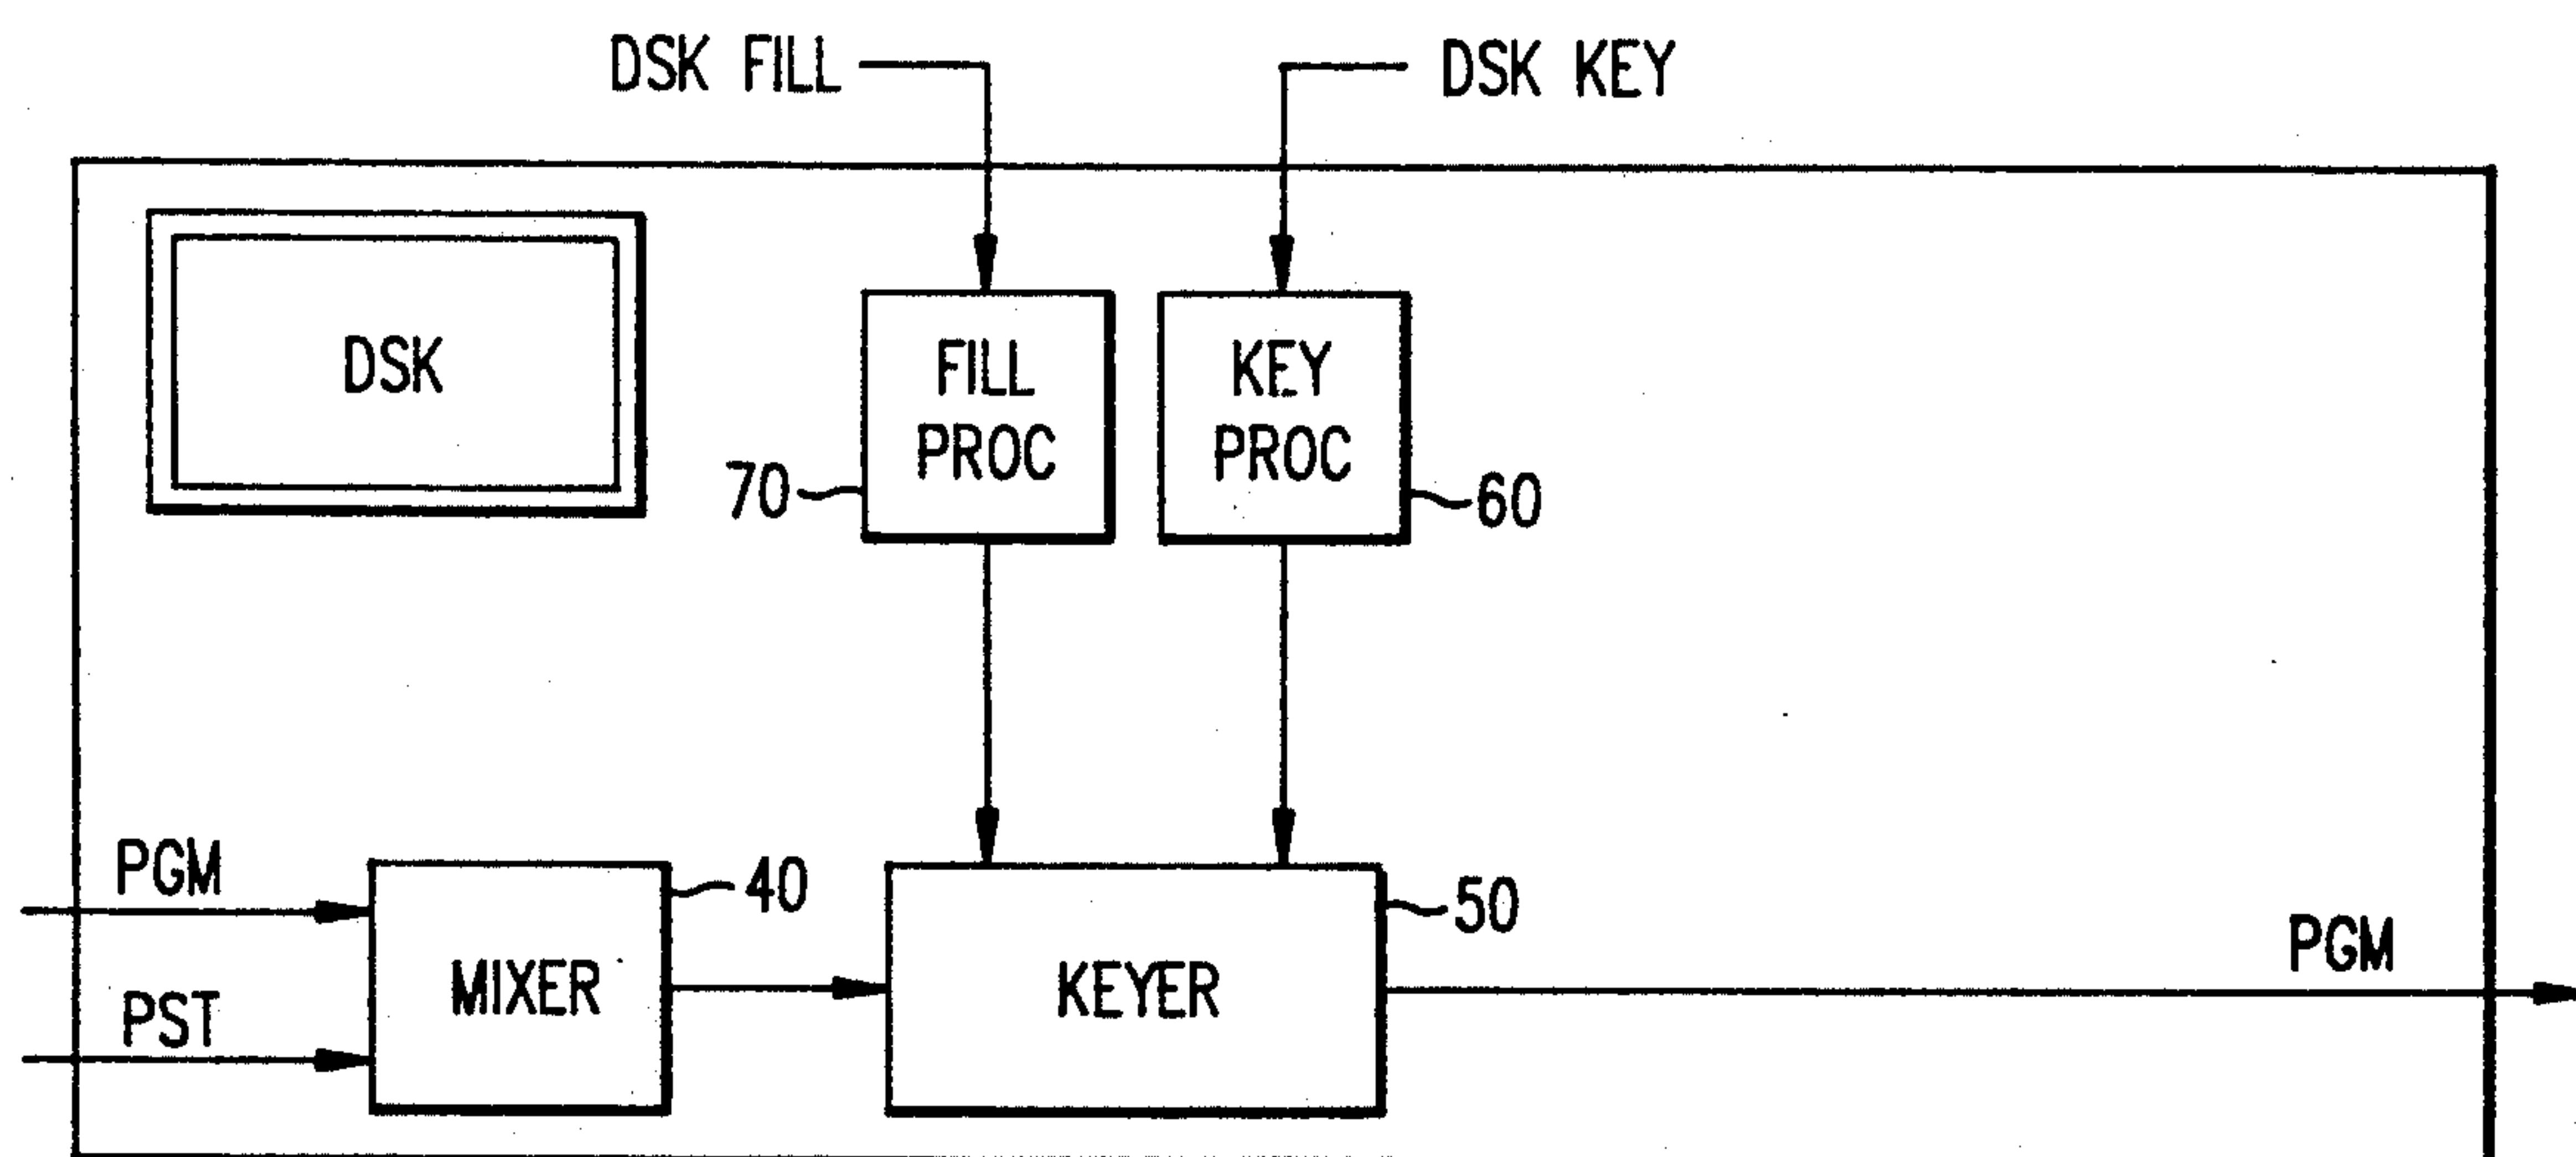 DSK FILL
DSK KEY
DSK
FILL
PROC
KEY
PROC
70
60
PGM
PST
MIXER
40
KEYER
50
PGM